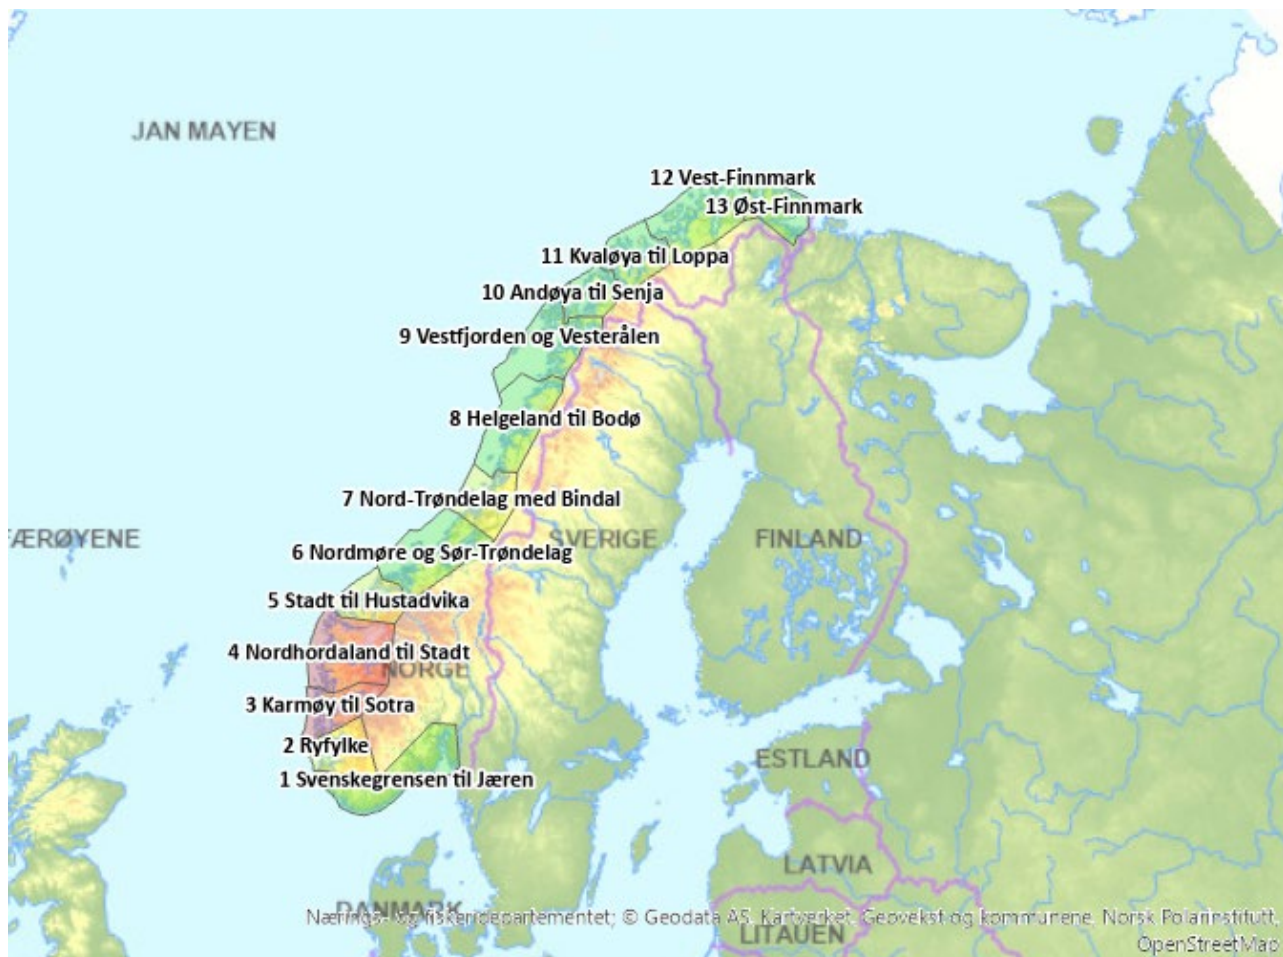 JAN MAYEN
12 Vest-Finnmark
13 Øst-Finnmark
11 Kvaløya til Loppa
10 Andøya til Senja
9 Vestfjorden og Vesterålen
8 Helgeland til Bodø
7 Nord-Trøndelag med Bindal
FÆRØYENE
SVERIGE
FINLAND
6 Nordmøre og Sør-Trøndelag
5 Stadt til Hustadvika
4 Nordhordaland til Stadt
NORGE
3 Karmøy til Sotra
2 Ryfylke
ESTLAND
1 Svenskegrensen til Jæren
LATVIA
DANMARK
Nærings- og fiskeridepartementet; © Geodata AS, Kartverket, Geovekst og kommunene, Norsk Polarinstitutt,
LITAUEN
OpenStreetMap